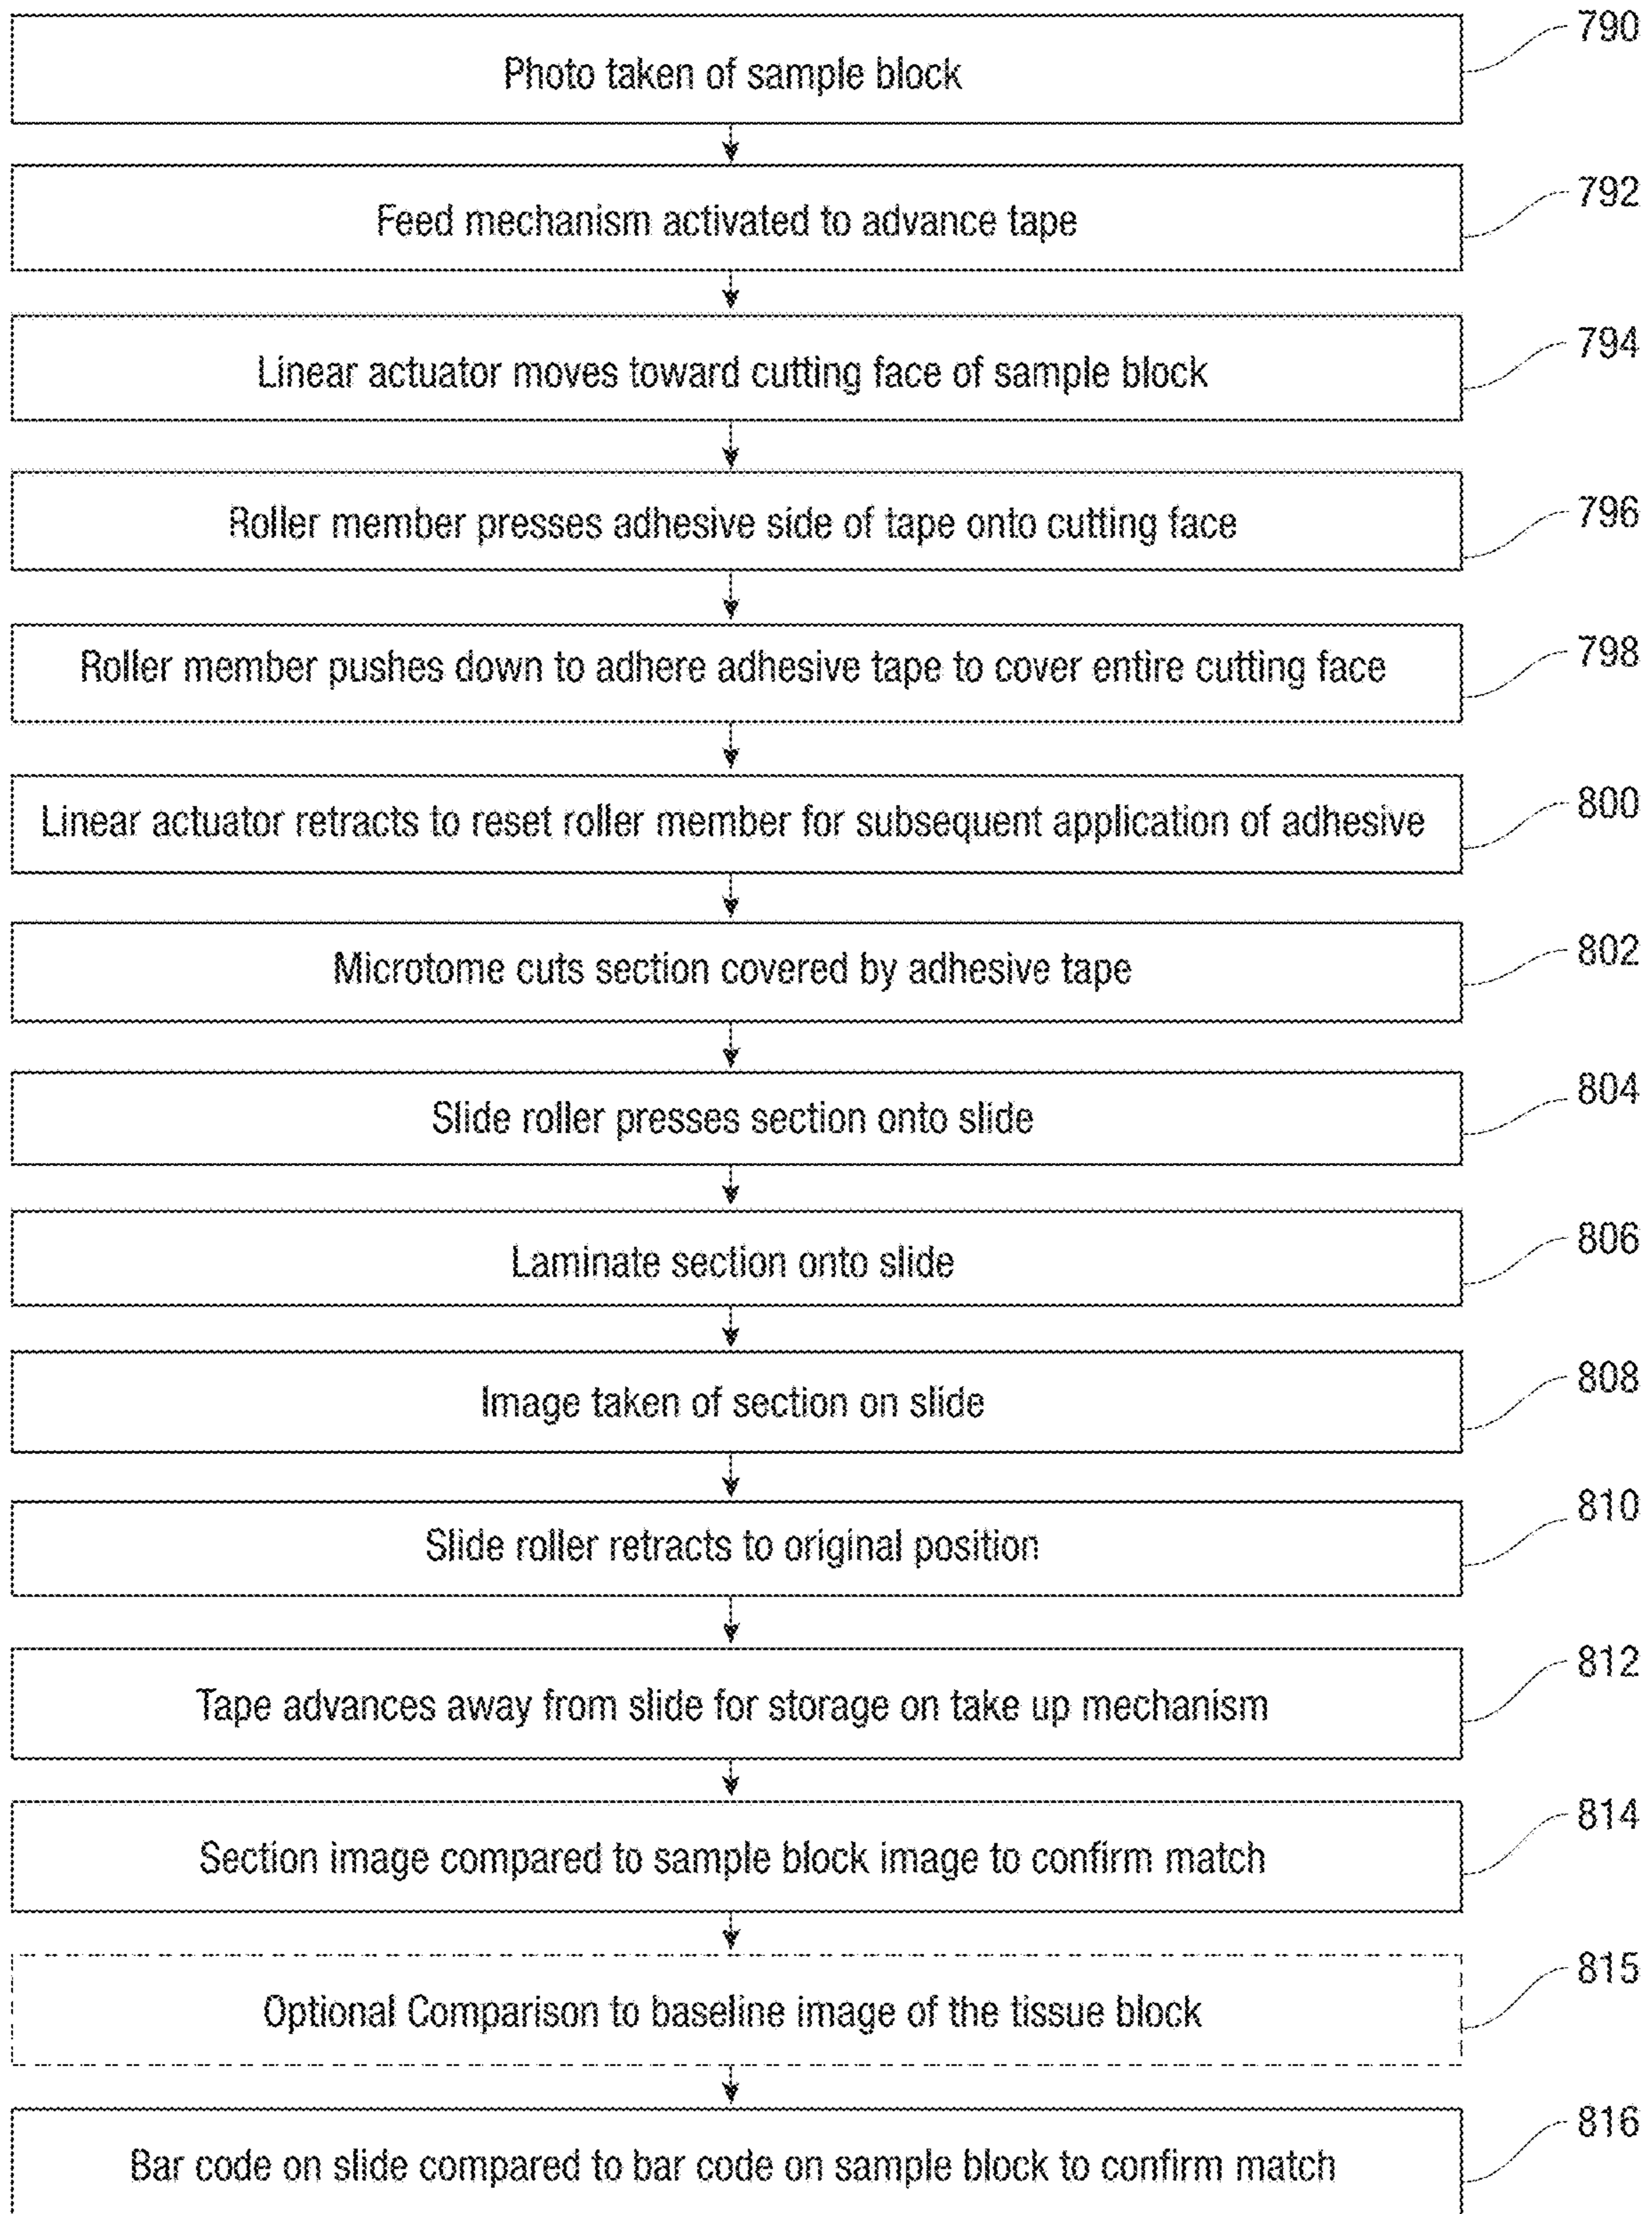 790
Photo taken of sample block
792
Feed mechanism activated to advance tape
794
Linear actuator moves toward cutting face of sample block
796
Roller member presses adhesive side of tape onto cutting face
798
Roller member pushes down to adhere adhesive tape to cover entire cutting face
800
Linear actuator retracts to reset roller member for subsequent application of adhesive
802
Microtome cuts section covered by adhesive tape
804
Slide roller presses section onto slide
806
Laminate section onto slide
808
Image taken of section on slide
810
Slide roller retracts to original position
812
Tape advances away from slide for storage on take up mechanism
814
Section image compared to sample block image to confirm match
815
Optional Comparison to baseline image of the tissue block
816
Bar code on slide compared to bar code on sample block to confirm match